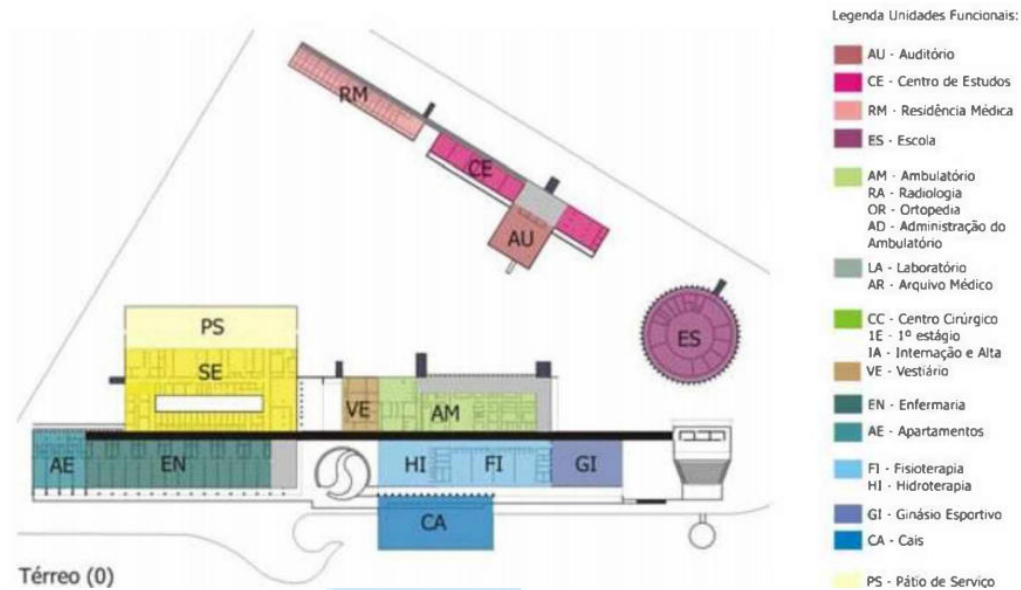 Legenda Unidades Funcionais:
AU - Auditório
CE - Centro de Estudos
RM - Residência Médica
ES - Escola
AM - Ambulatório
RA - Radiologia
OR - Ortopedia
AD - Administração do
Ambulatório
LA - Laboratório
AR - Arquivo Médico
CC - Centro Cirúrgico
1E - 1º estágio
IA - Internação e Alta
VE - Vestiário
EN - Enfermaria
AE - Apartamentos
FI - Fisioterapia
HI - Hidroterapia
GI - Ginásio Esportivo
CA - Cais
PS - Pátio de Serviço
RM
CE
AU
ES
PS
SE
VE
AM
AE
EN
HI
FI
GI
CA
Térreo (0)